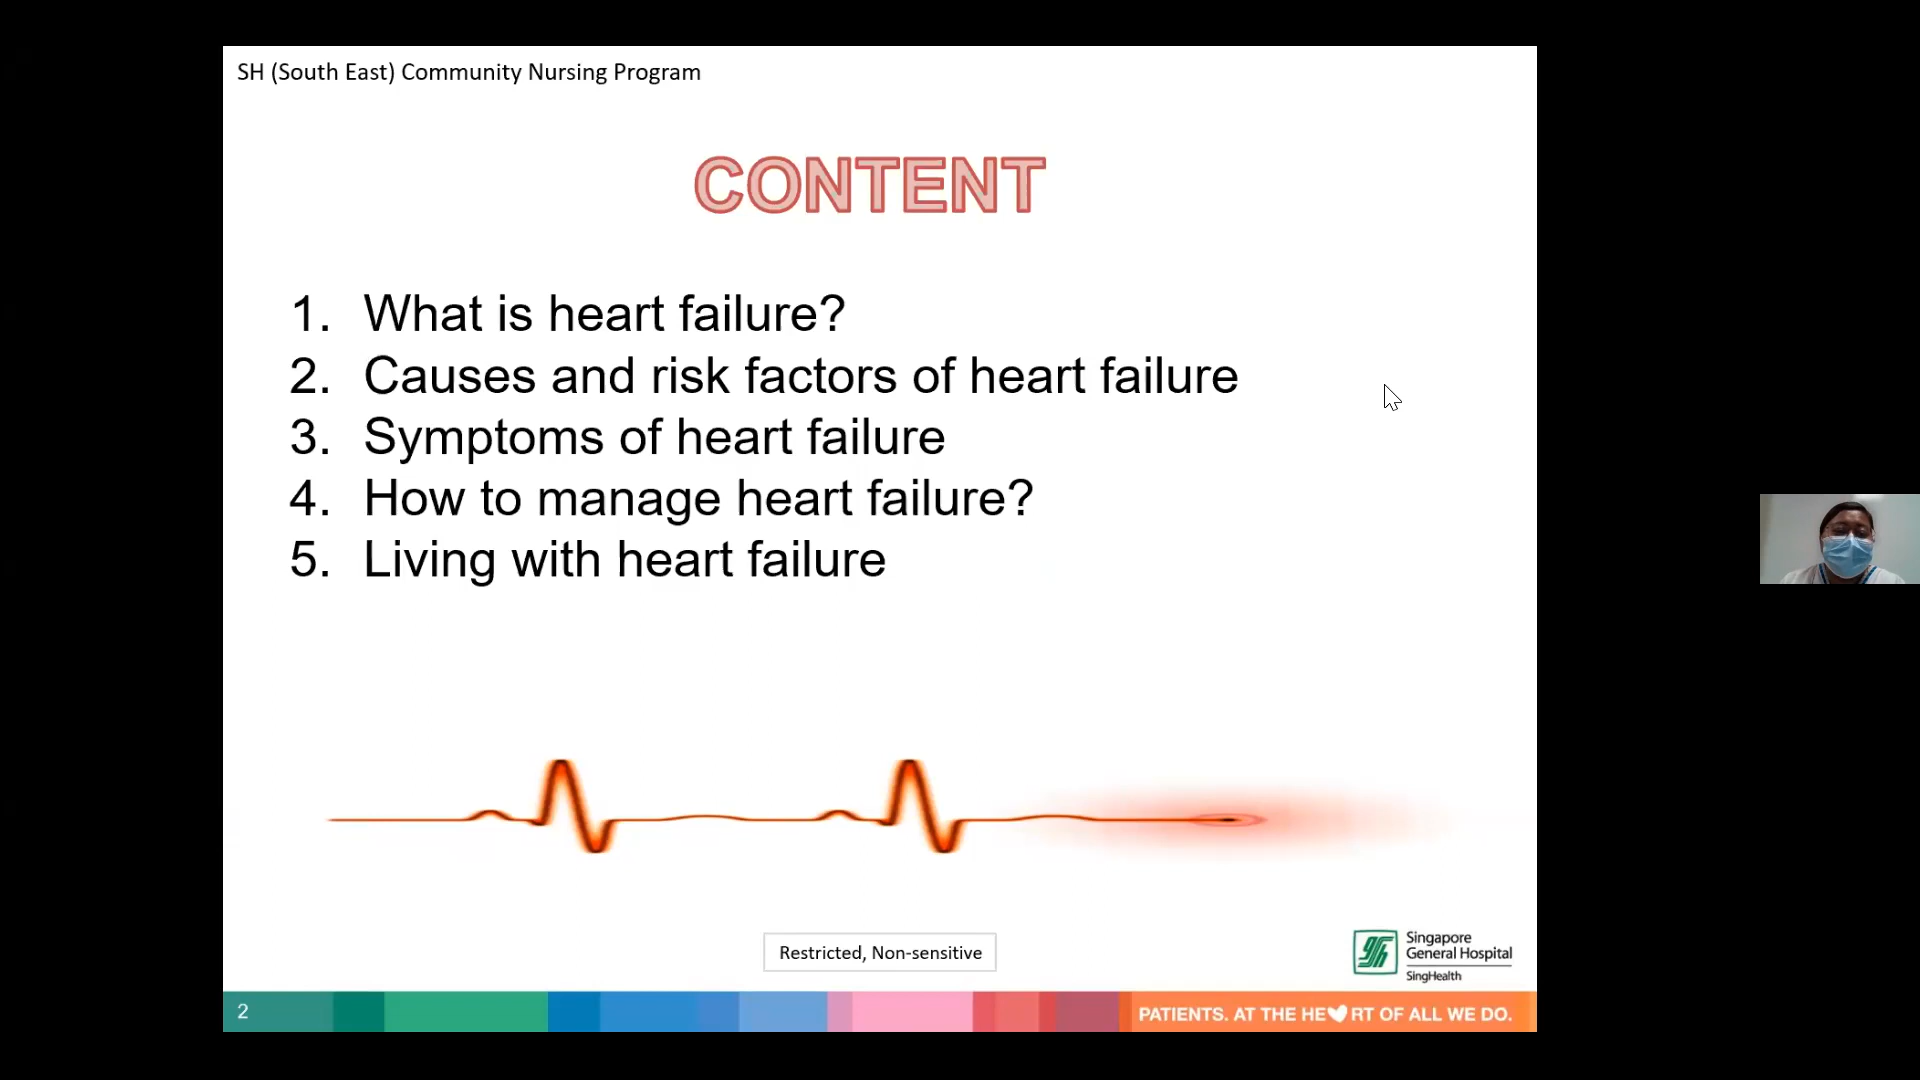 SH (South East) Community Nursing Program
CONTENT
1. What is heart failure?
2. Causes and risk factors of heart failure
3. Symptoms of heart failure
4. How to manage heart failure?
5. Living with heart failure
Restricted, Non-sensitive
Singapore
General Hospital
SingHealth
2
PATIENTS. AT THE HE RT OF ALL WE DO.